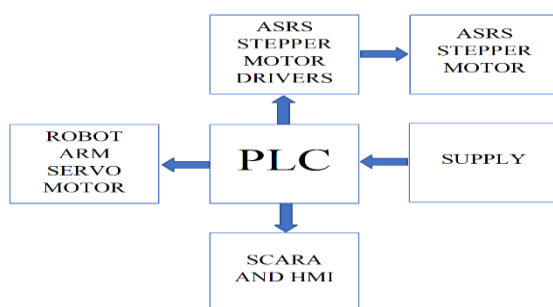 ASRS
STEPPER
MOTOR
DRIVERS
ASRS
STEPPER
MOTOR
ROBOT
ARM
SERVO
MOTOR
PLC
SUPPLY
SCARA
AND HMI